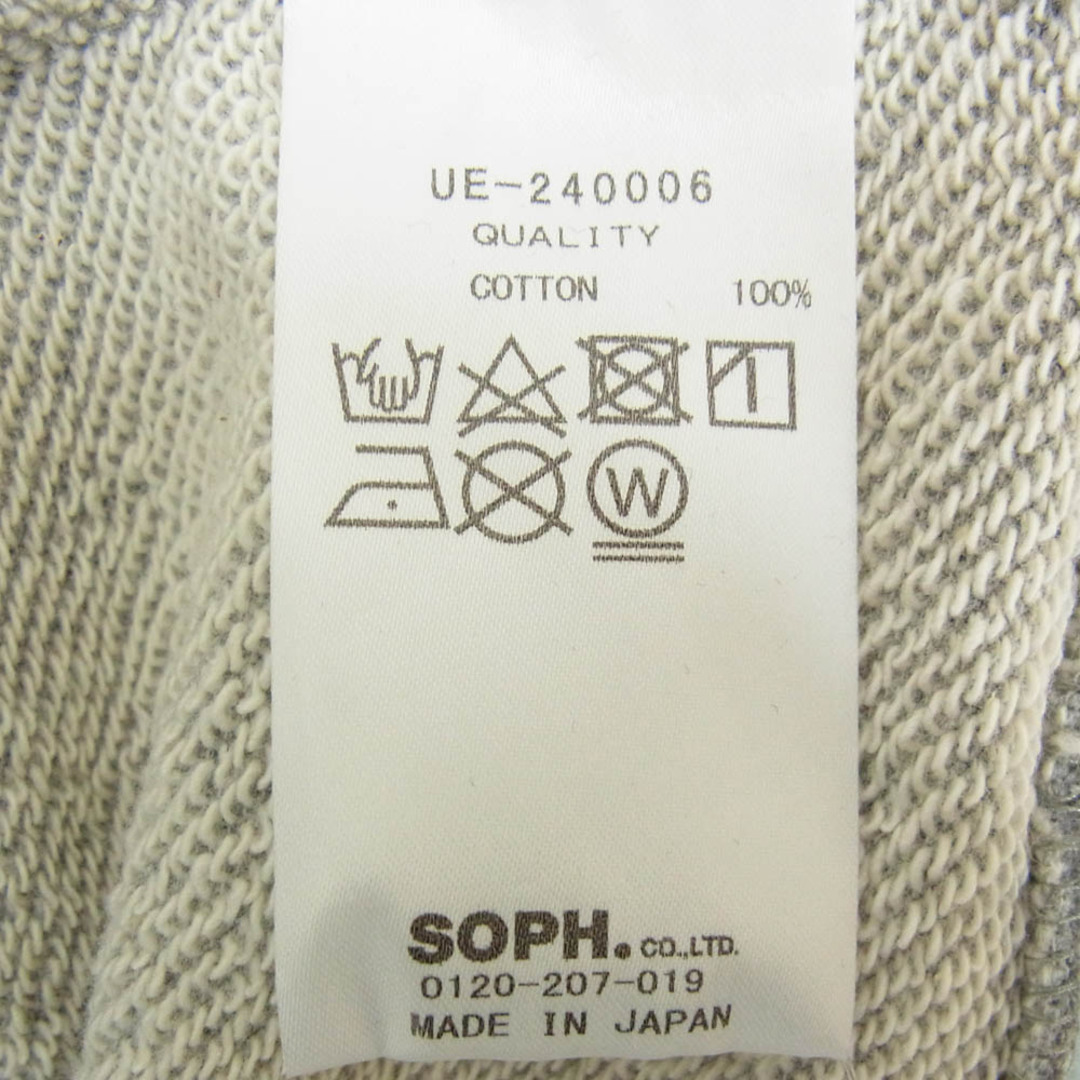 UE-240006
QUALITY
COTTON 100%
W
SOPH. CO.,LTD.
0120-207-019
MADE IN JAPAN